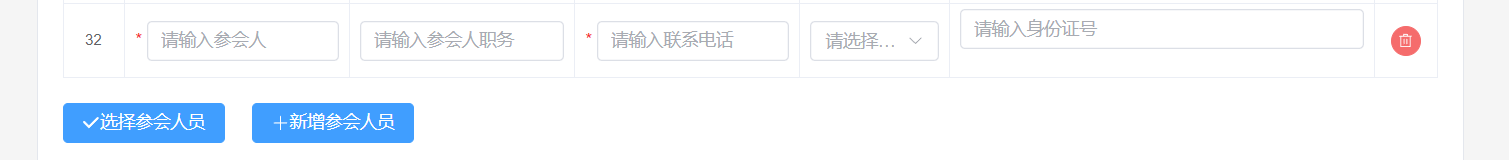 32 * 请输入参会人 请输入参会人职务 * 请输入联系电话 请选择... 请输入身份证号
选择参会人员 新增参会人员